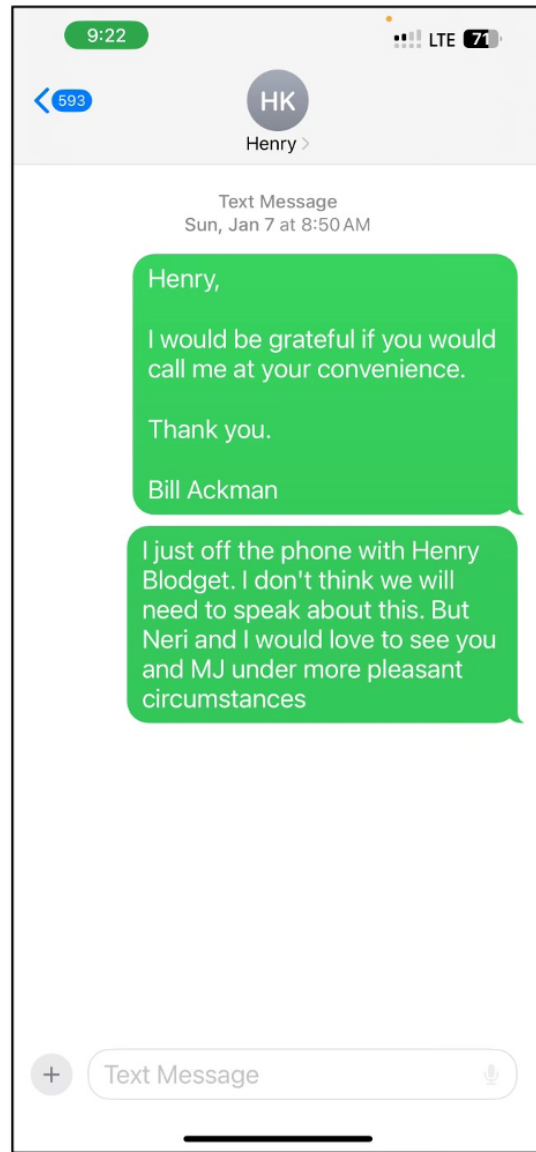 9:22
LTE 71
593
HK
Henry
Text Message
Sun, Jan 7 at 8:50 AM
Henry,
I would be grateful if you would
call me at your convenience.
Thank you.
Bill Ackman
I just off the phone with Henry
Blodget. I don't think we will
need to speak about this. But
Neri and I would love to see you
and MJ under more pleasant
circumstances
Text Message